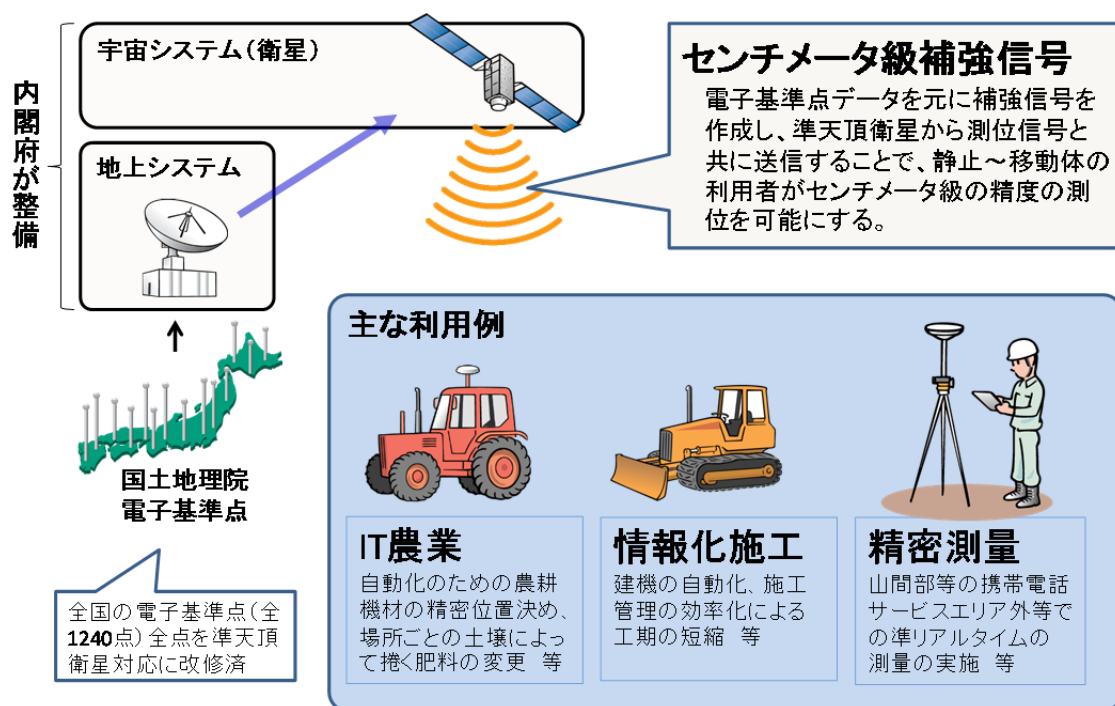 宇宙システム(衛星)
内閣府が整備
地上システム
センチメータ級補強信号
電子基準点データを元に補強信号を
作成し、準天頂衛星から測位信号と
共に送信することで、静止～移動体の
利用者がセンチメータ級の精度の測
位を可能にする。
国土地理院
電子基準点
全国の電子基準点(全
1240点)全点を準天頂
衛星対応に改修済
主な利用例
IT農業
自動化のための農耕
機材の精密位置決め、
場所ごとの土壌によっ
て捲く肥料の変更 等
情報化施工
建機の自動化、施工
管理の効率化による
工期の短縮 等
精密測量
山間部等の携帯電話
サービスエリア外等で
の準リアルタイムの
測量の実施 等